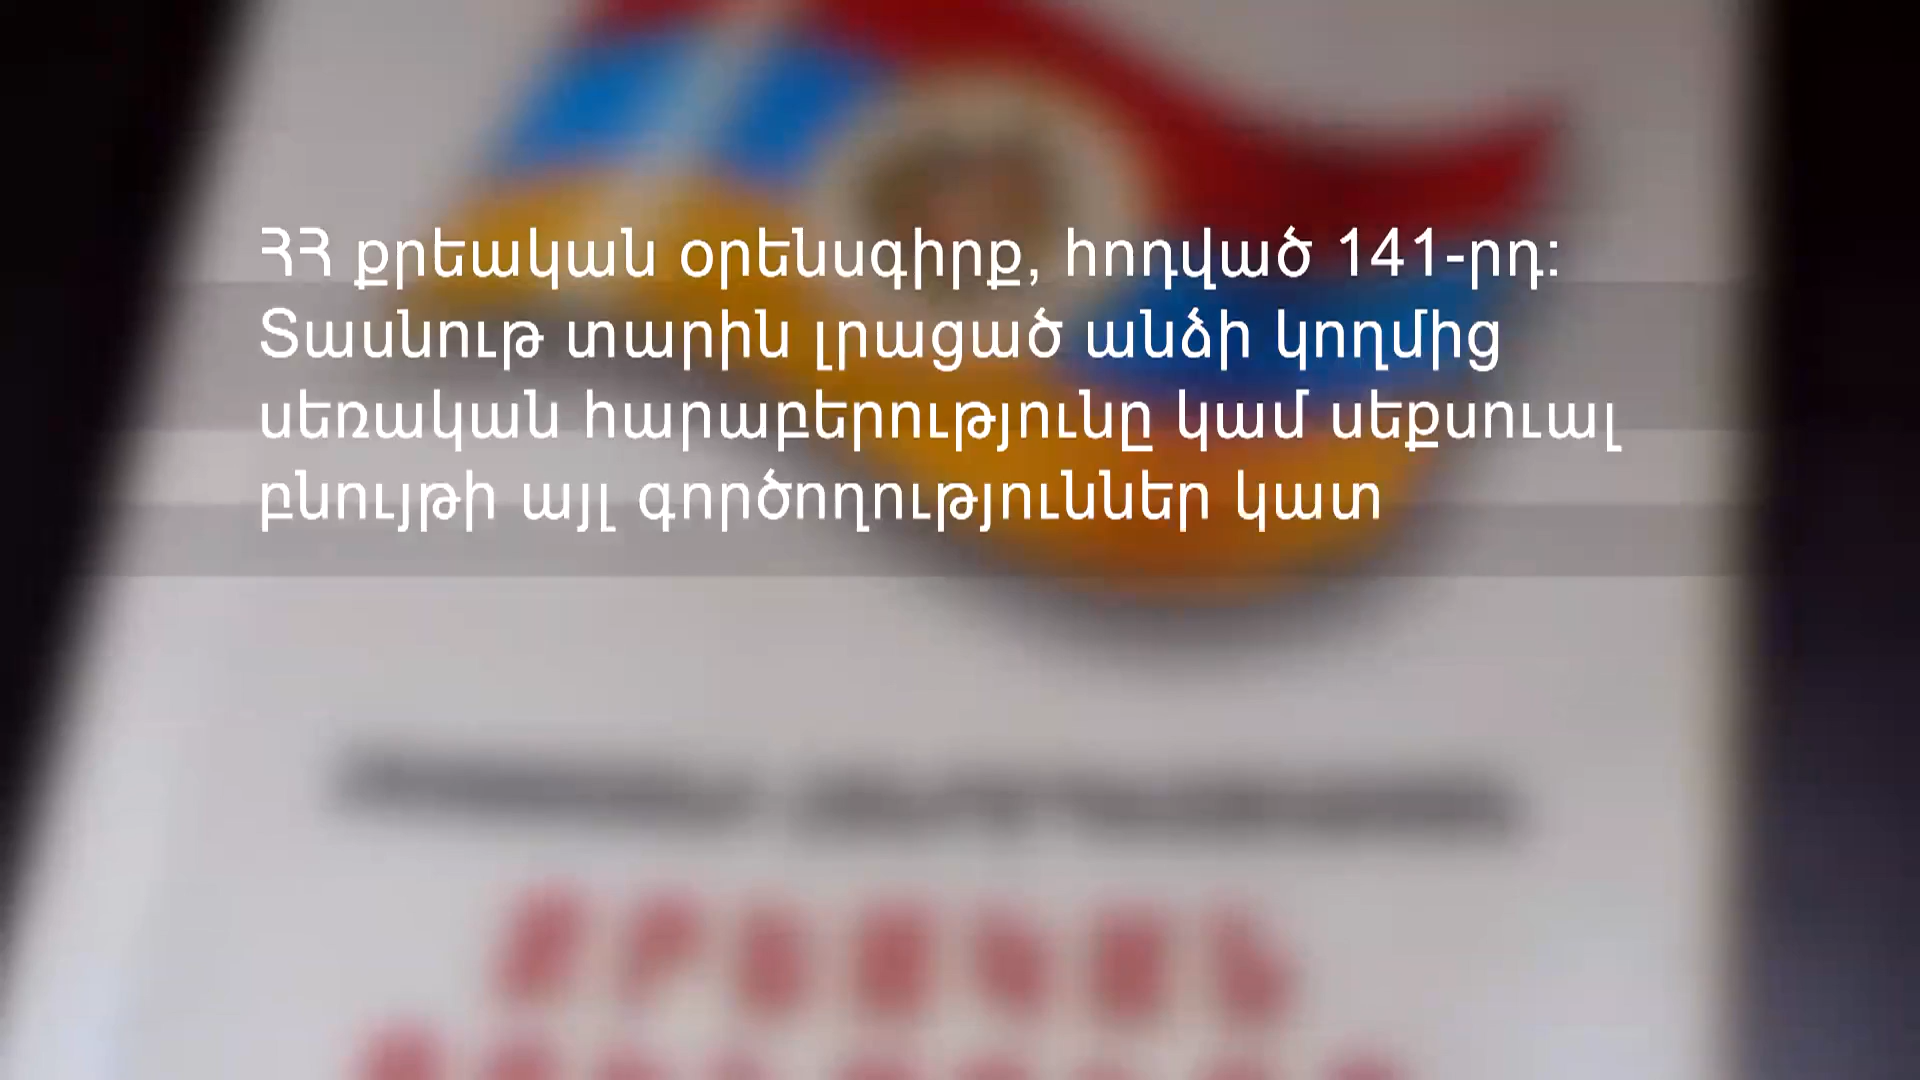 ՀՀ քրեական օրենսգիրք, հոդված 141-րդ:
Տասնութ տարին լրացած անձի կողմից
սեռական հարաբերությունը կամ սեքսուալ
բնույթի այլ գործողություններ կատ